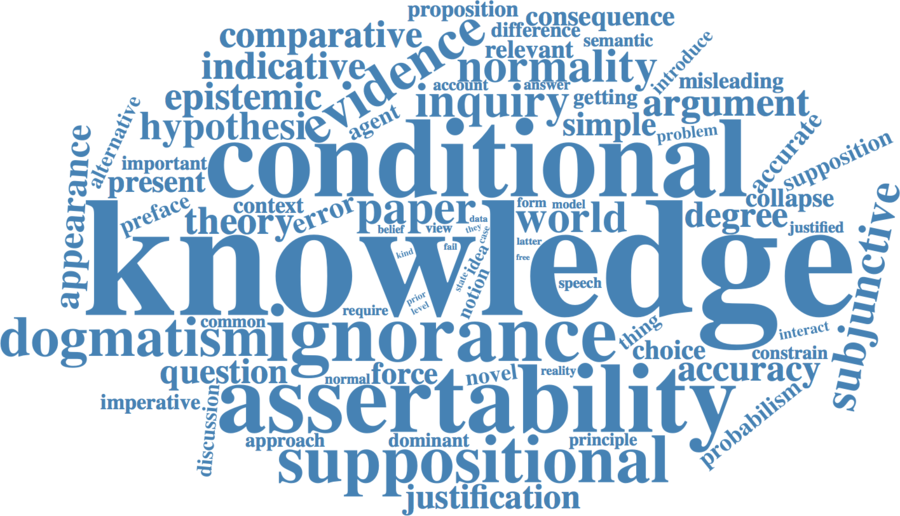 proposition
consequence
comparative
difference
relevant
semantic
introduce
indicative
evidence
normality
misleading
account
answer
epistemic
inquiry
getting
argument
alternative
hypothesi
agent
simple
problem
accurate
supposition
appearance
important
conditional
present
collapse
preface
context
theory
error
paper
form
model
world
degree
justified
belief
view
data
they
case
knowledge
kind
fail
idea
latter
free
subjunctive
state
notion
speech
prior
level
require
common
dogmatism
ignorance
thing
interact
choice
constrain
question
normal
force
novel
reality
accuracy
imperative
discussion
assertability
probabilism
approach
dominant
principle
suppositional
justification